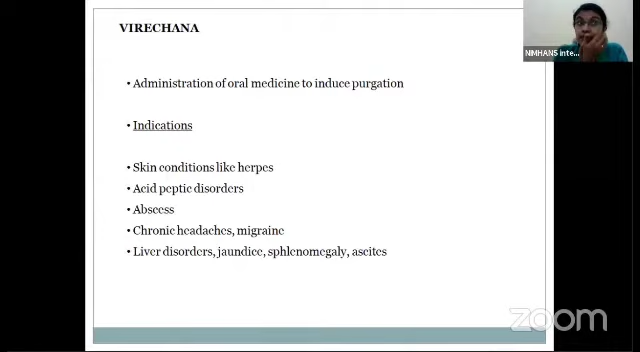 VIRECHANA
NIMHANS inte...
• Administration of oral medicine to induce purgation
• Indications
• Skin conditions like herpes
• Acid peptic disorders
• Abscess
• Chronic headaches, migraine
• Liver disorders, jaundice, sphlenomegaly, ascites
zoom